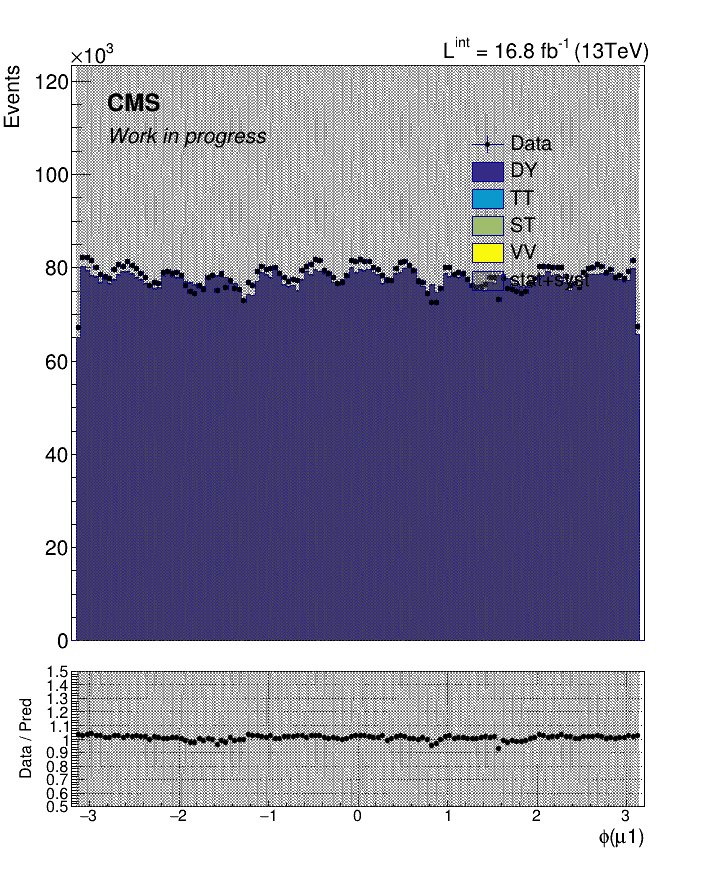 ×10³
L^int = 16.8 fb⁻¹ (13TeV)
Events
120
100
80
60
40
20
0
CMS
Work in progress
Data
DY
TT
ST
VV
stat+syst
Data / Pred
1.5
1.4
1.3
1.2
1.1
1
0.9
0.8
0.7
0.6
0.5
−3 −2 −1 0 1 2 3
ϕ(μ1)